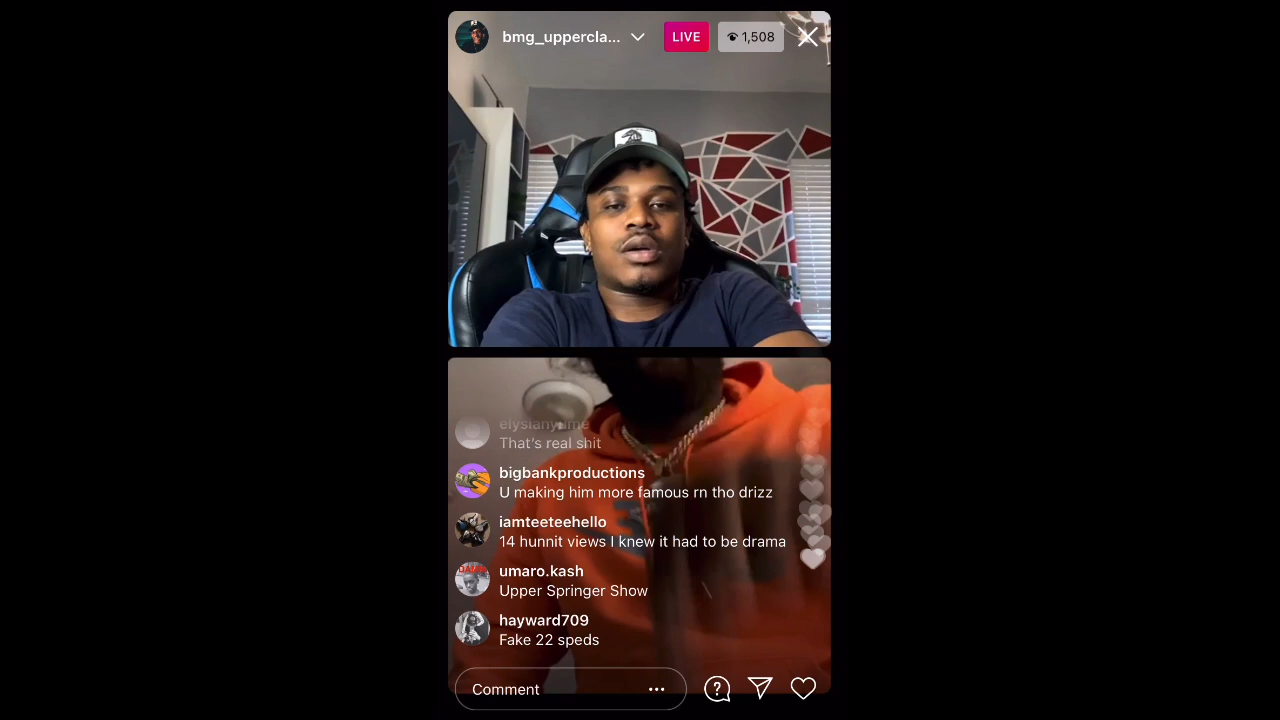 bmg_uppercla...
LIVE
1,508
elysianyume
That's real shit
bigbankproductions
U making him more famous rn tho drizz
iamteeteehello
14 hunnit views I knew it had to be drama
umaro.kash
Upper Springer Show
hayward709
Fake 22 speds
Comment